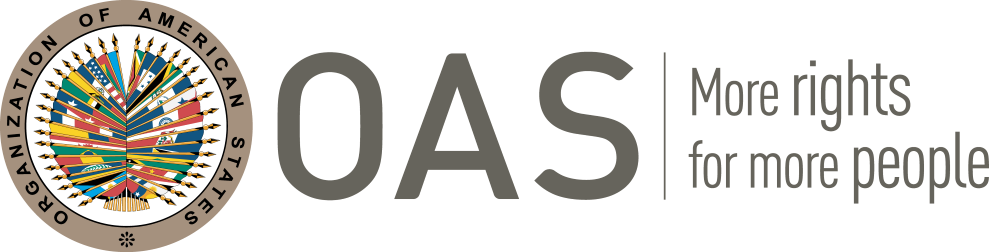 ORGANIZATION OF AMERICAN STATES
OAS
More rights
for more people